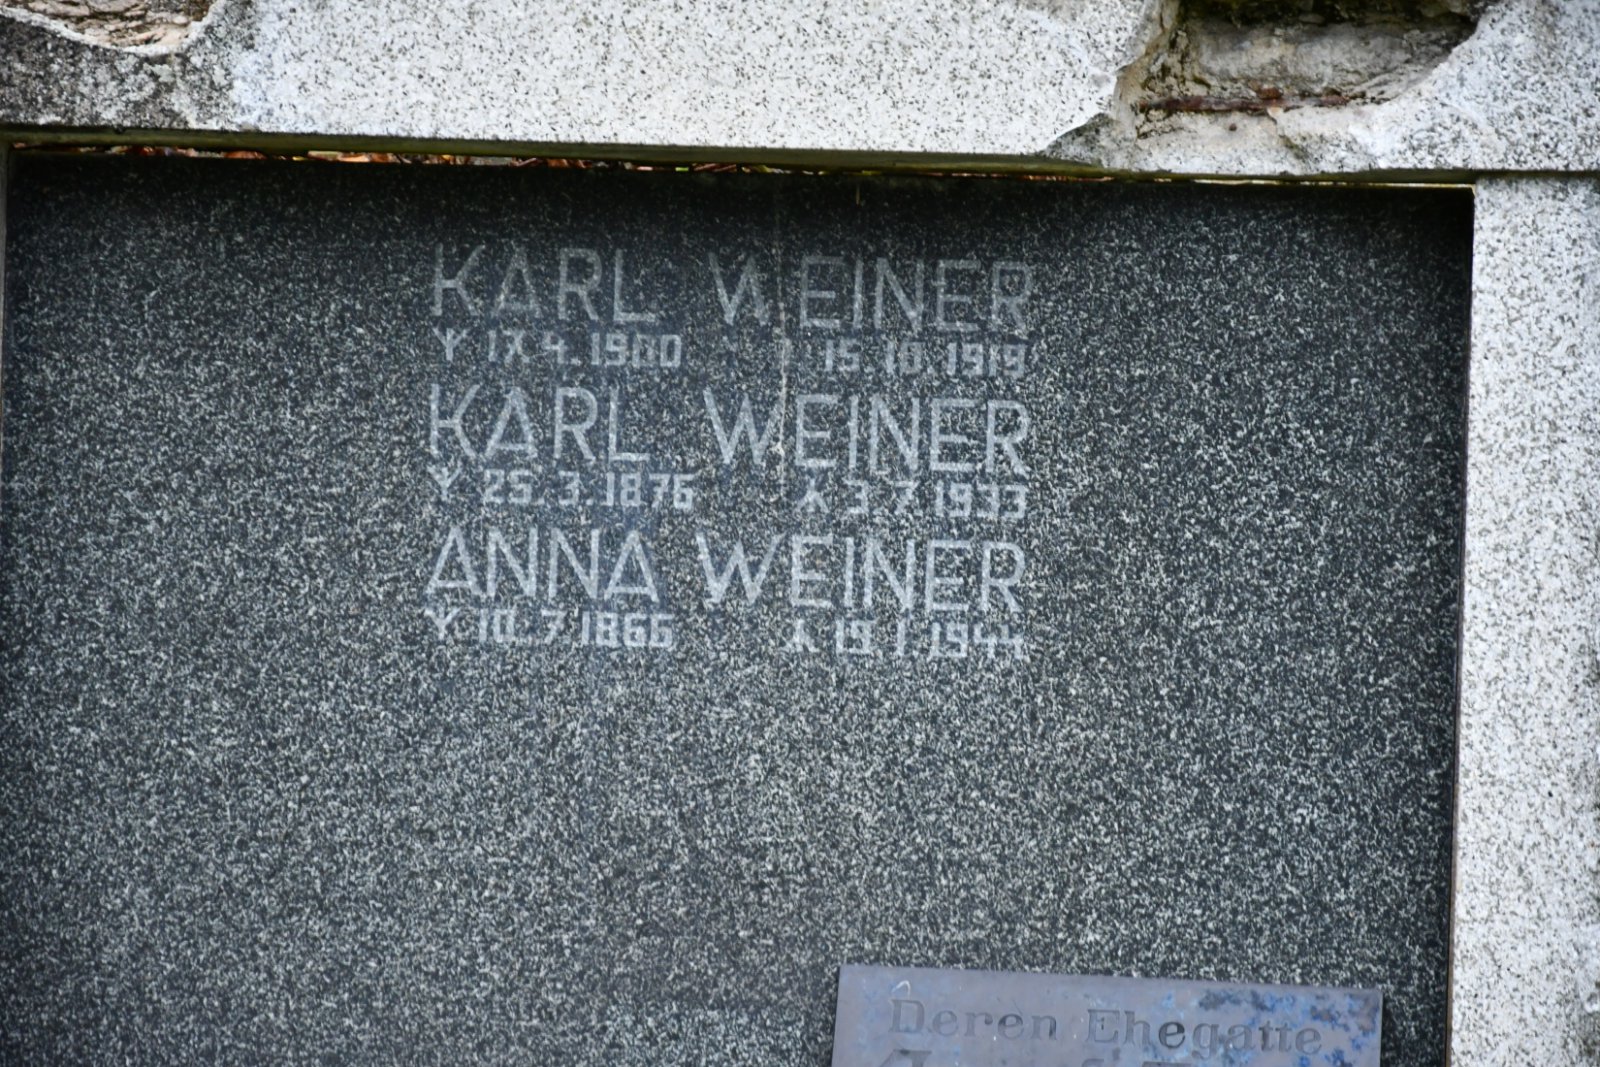 KARL WEINER
ᛉ 17.4.1900 15.10.1919
KARL WEINER
ᛉ 25.3.1876 ᛣ 3.7.1933
ANNA WEINER
ᛉ 10.7.1866 ᛣ 19.1.1944
Deren Ehegatte